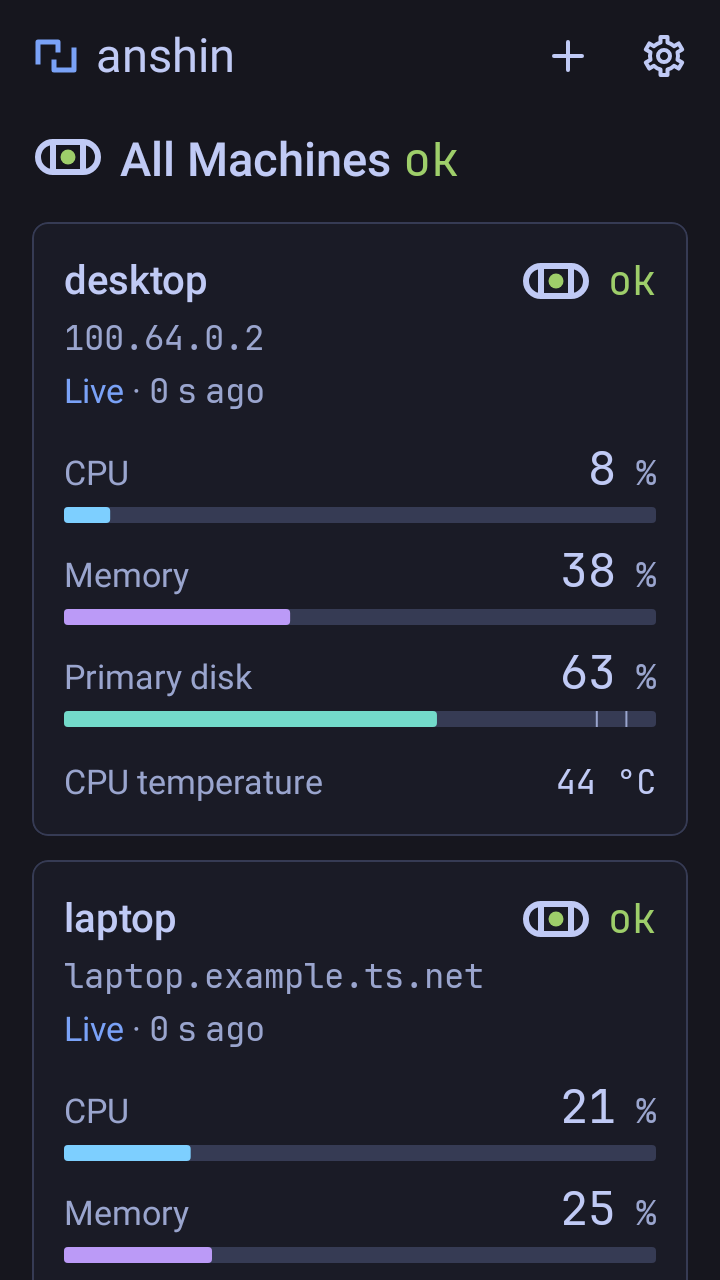 anshin
All Machines ok
desktop ok
100.64.0.2
Live · 0 s ago
CPU 8 %
Memory 38 %
Primary disk 63 %
CPU temperature 44 °C
laptop ok
laptop.example.ts.net
Live · 0 s ago
CPU 21 %
Memory 25 %